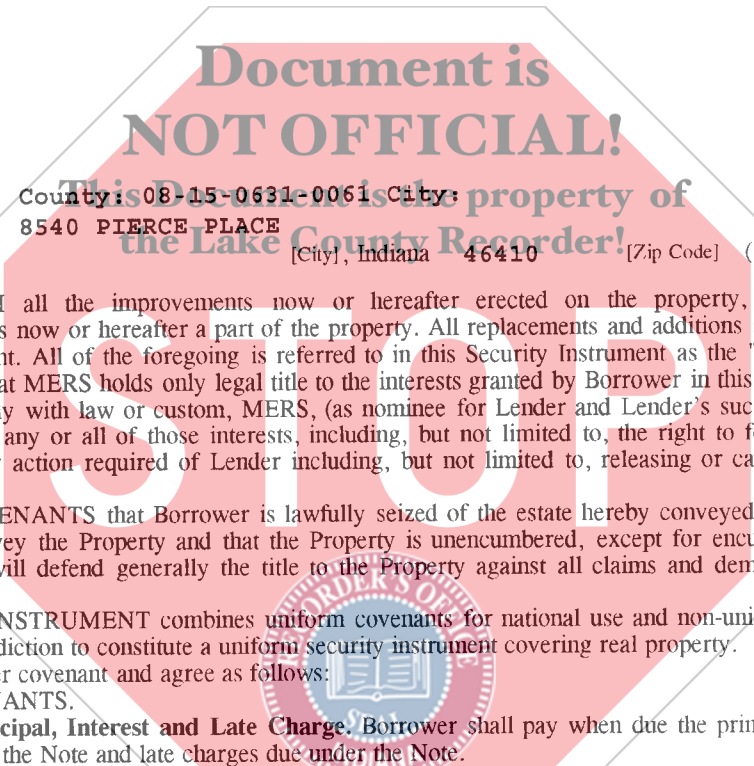 Document is
NOT OFFICIAL!
This Document is the property of
the Lake County Recorder!
County: 08-15-0631-0061 City:
8540 PIERCE PLACE
[City], Indiana 46410 [Zip Code] (
all the improvements now or hereafter erected on the property,
s now or hereafter a part of the property. All replacements and additions
nt. All of the foregoing is referred to in this Security Instrument as the "
at MERS holds only legal title to the interests granted by Borrower in this
y with law or custom, MERS, (as nominee for Lender and Lender's suc
any or all of those interests, including, but not limited to, the right to f
action required of Lender including, but not limited to, releasing or ca
STOP
ENANTS that Borrower is lawfully seized of the estate hereby conveyed
vey the Property and that the Property is unencumbered, except for encu
will defend generally the title to the Property against all claims and dem
NSTRUMENT combines uniform covenants for national use and non-uni
diction to constitute a uniform security instrument covering real property.
er covenant and agree as follows:
NANTS.
cipal, Interest and Late Charge. Borrower shall pay when due the prin
the Note and late charges due under the Note.
RECORDER'S OFFICE
SEAL